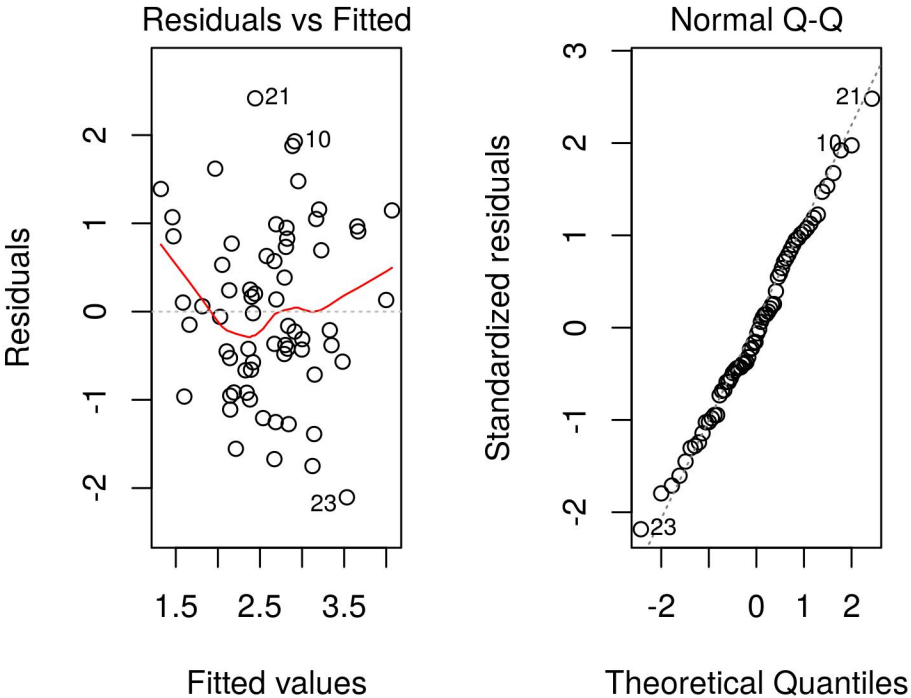 Residuals vs Fitted
Residuals
2
1
0
-1
-2
21
10
23
1.5 2.5 3.5
Fitted values
Normal Q-Q
Standardized residuals
3
2
1
0
-1
-2
21
10
23
-2 0 1 2
Theoretical Quantiles